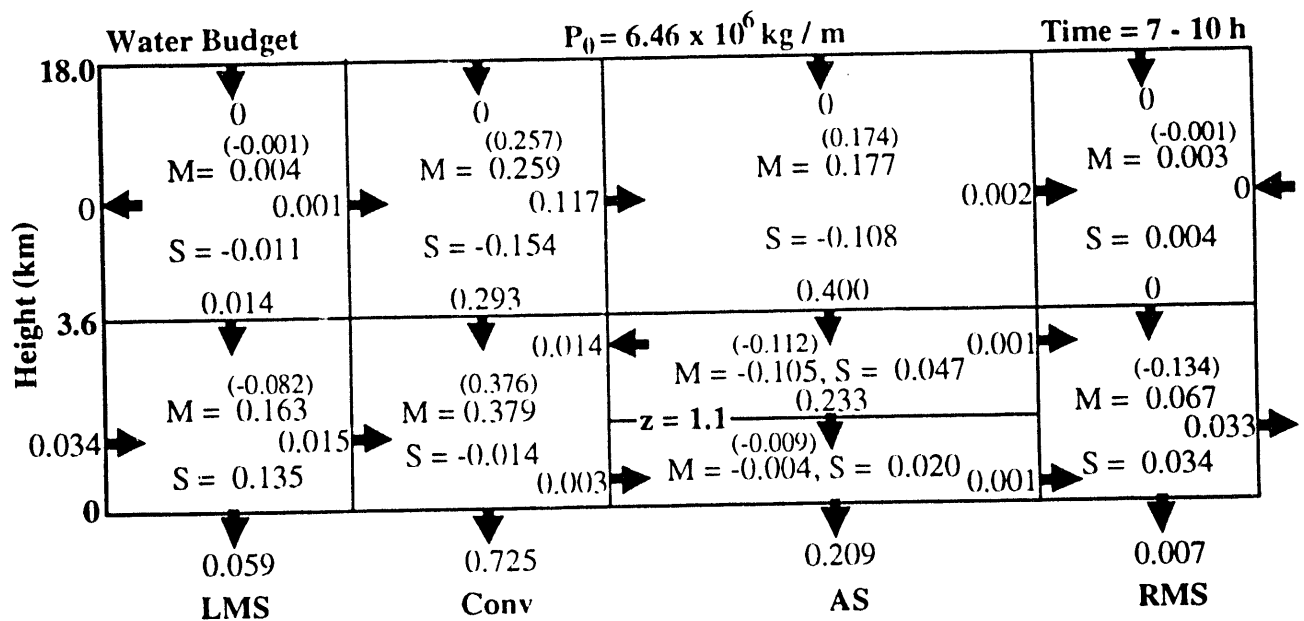 Water Budget P₀ = 6.46 x 10⁶ kg / m Time = 7 - 10 h
18.0
0 0 0 0
(-0.001) (0.257) (0.174) (-0.001)
M= 0.004 M = 0.259 M = 0.177 M = 0.003
0 0.001 0.117 0.002 0
S = -0.011 S = -0.154 S = -0.108 S = 0.004
0.014 0.293 0.400 0
Height (km)
3.6
0.014 (-0.112) 0.001
M = -0.105, S = 0.047
(-0.082) (0.376) 0.233 (-0.134)
M = 0.163 M = 0.379 z = 1.1 M = 0.067
0.034 0.015 (-0.009) 0.033
S = 0.135 S = -0.014 M = -0.004, S = 0.020 S = 0.034
0.003 0.001
0
0.059 0.725 0.209 0.007
LMS Conv AS RMS